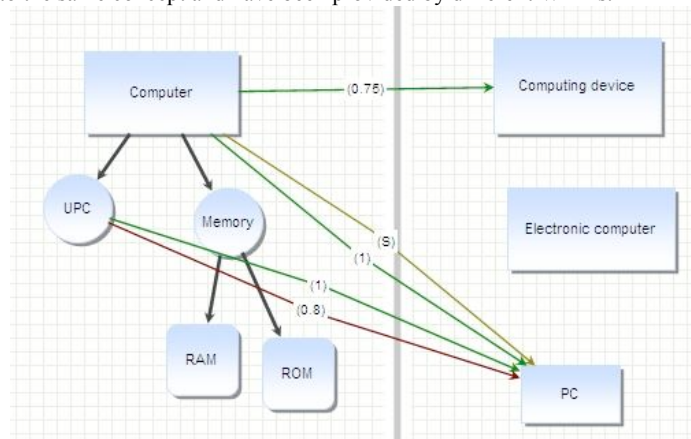 Computer
Computing device
(0.75)
UPC
Memory
Electronic computer
(S)
(1)
(1)
(0.8)
RAM
ROM
PC